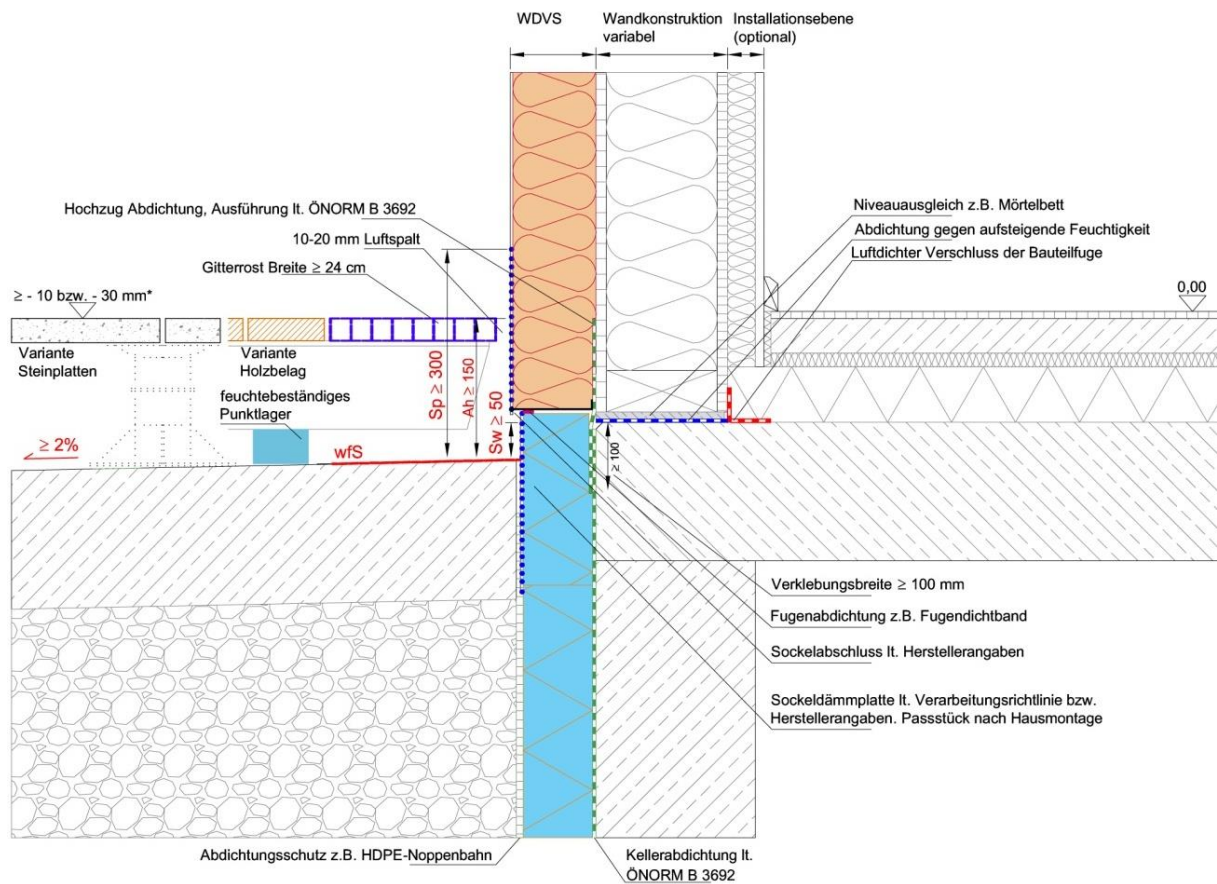 WDVS
Wandkonstruktion
variabel
Installationsebene
(optional)
Hochzug Abdichtung, Ausführung lt. ÖNORM B 3692
10-20 mm Luftspalt
Gitterrost Breite ≥ 24 cm
≥ - 10 bzw. - 30 mm*
Variante
Steinplatten
Variante
Holzbelag
feuchtebeständiges
Punktlager
≥ 2%
wfS
Sp ≥ 300
Ah ≥ 150
Sw ≥ 50
≥ 100
Niveauausgleich z.B. Mörtelbett
Abdichtung gegen aufsteigende Feuchtigkeit
Luftdichter Verschluss der Bauteilfuge
0,00
Verklebungsbreite ≥ 100 mm
Fugenabdichtung z.B. Fugendichtband
Sockelabschluss lt. Herstellerangaben
Sockeldämmplatte lt. Verarbeitungsrichtlinie bzw.
Herstellerangaben. Passstück nach Hausmontage
Abdichtungsschutz z.B. HDPE-Noppenbahn
Kellerabdichtung lt.
ÖNORM B 3692